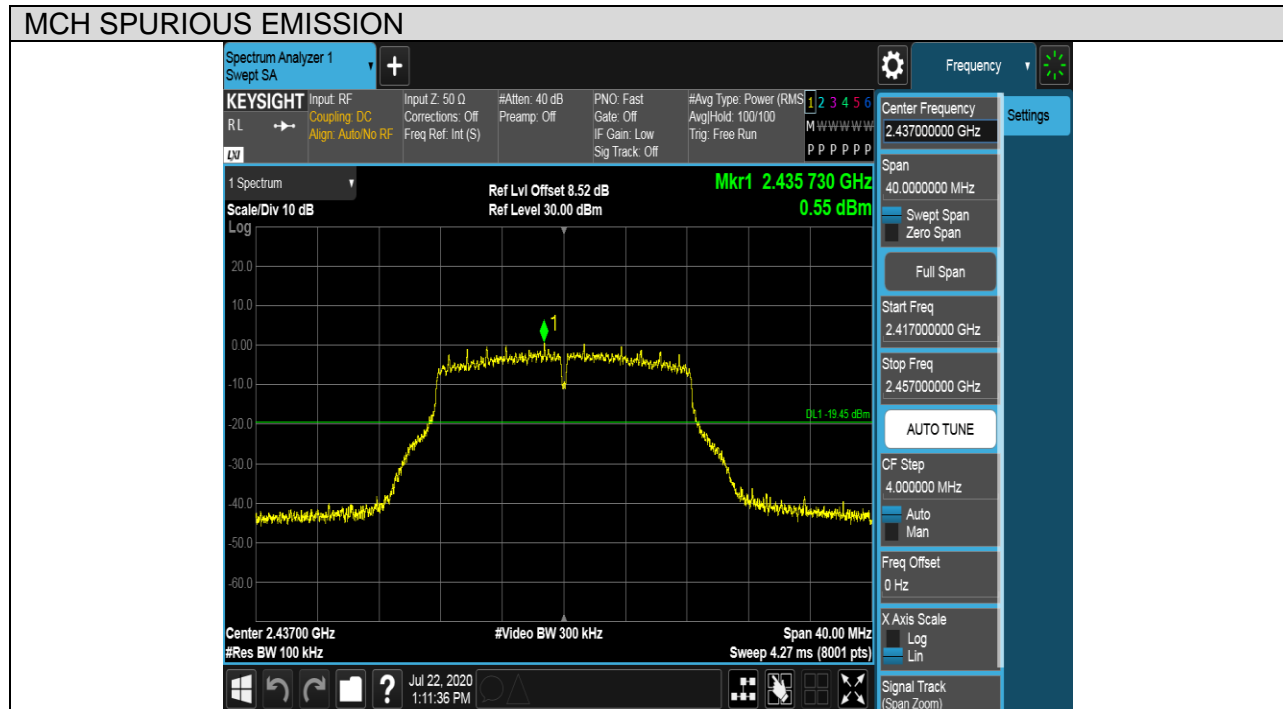 MCH SPURIOUS EMISSION
Spectrum Analyzer 1
Swept SA
+
Frequency
KEYSIGHT
RL
LXI
Input: RF
Coupling: DC
Align: Auto/No RF
Input Z: 50 Ω
Corrections: Off
Freq Ref: Int (S)
#Atten: 40 dB
Preamp: Off
PNO: Fast
Gate: Off
IF Gain: Low
Sig Track: Off
#Avg Type: Power (RMS
Avg|Hold: 100/100
Trig: Free Run
1 2 3 4 5 6
M W W W W W
P P P P P P
1 Spectrum
Scale/Div 10 dB
Ref Lvl Offset 8.52 dB
Ref Level 30.00 dBm
Mkr1 2.435 730 GHz
0.55 dBm
Log
20.0
10.0
0.00
-10.0
-20.0
-30.0
-40.0
-50.0
-60.0
1
DL1 -19.45 dBm
Center 2.43700 GHz
#Res BW 100 kHz
#Video BW 300 kHz
Span 40.00 MHz
Sweep 4.27 ms (8001 pts)
Jul 22, 2020
1:11:36 PM
?
Center Frequency
2.437000000 GHz
Settings
Span
40.0000000 MHz
Swept Span
Zero Span
Full Span
Start Freq
2.417000000 GHz
Stop Freq
2.457000000 GHz
AUTO TUNE
CF Step
4.000000 MHz
Auto
Man
Freq Offset
0 Hz
X Axis Scale
Log
Lin
Signal Track
(Span Zoom)